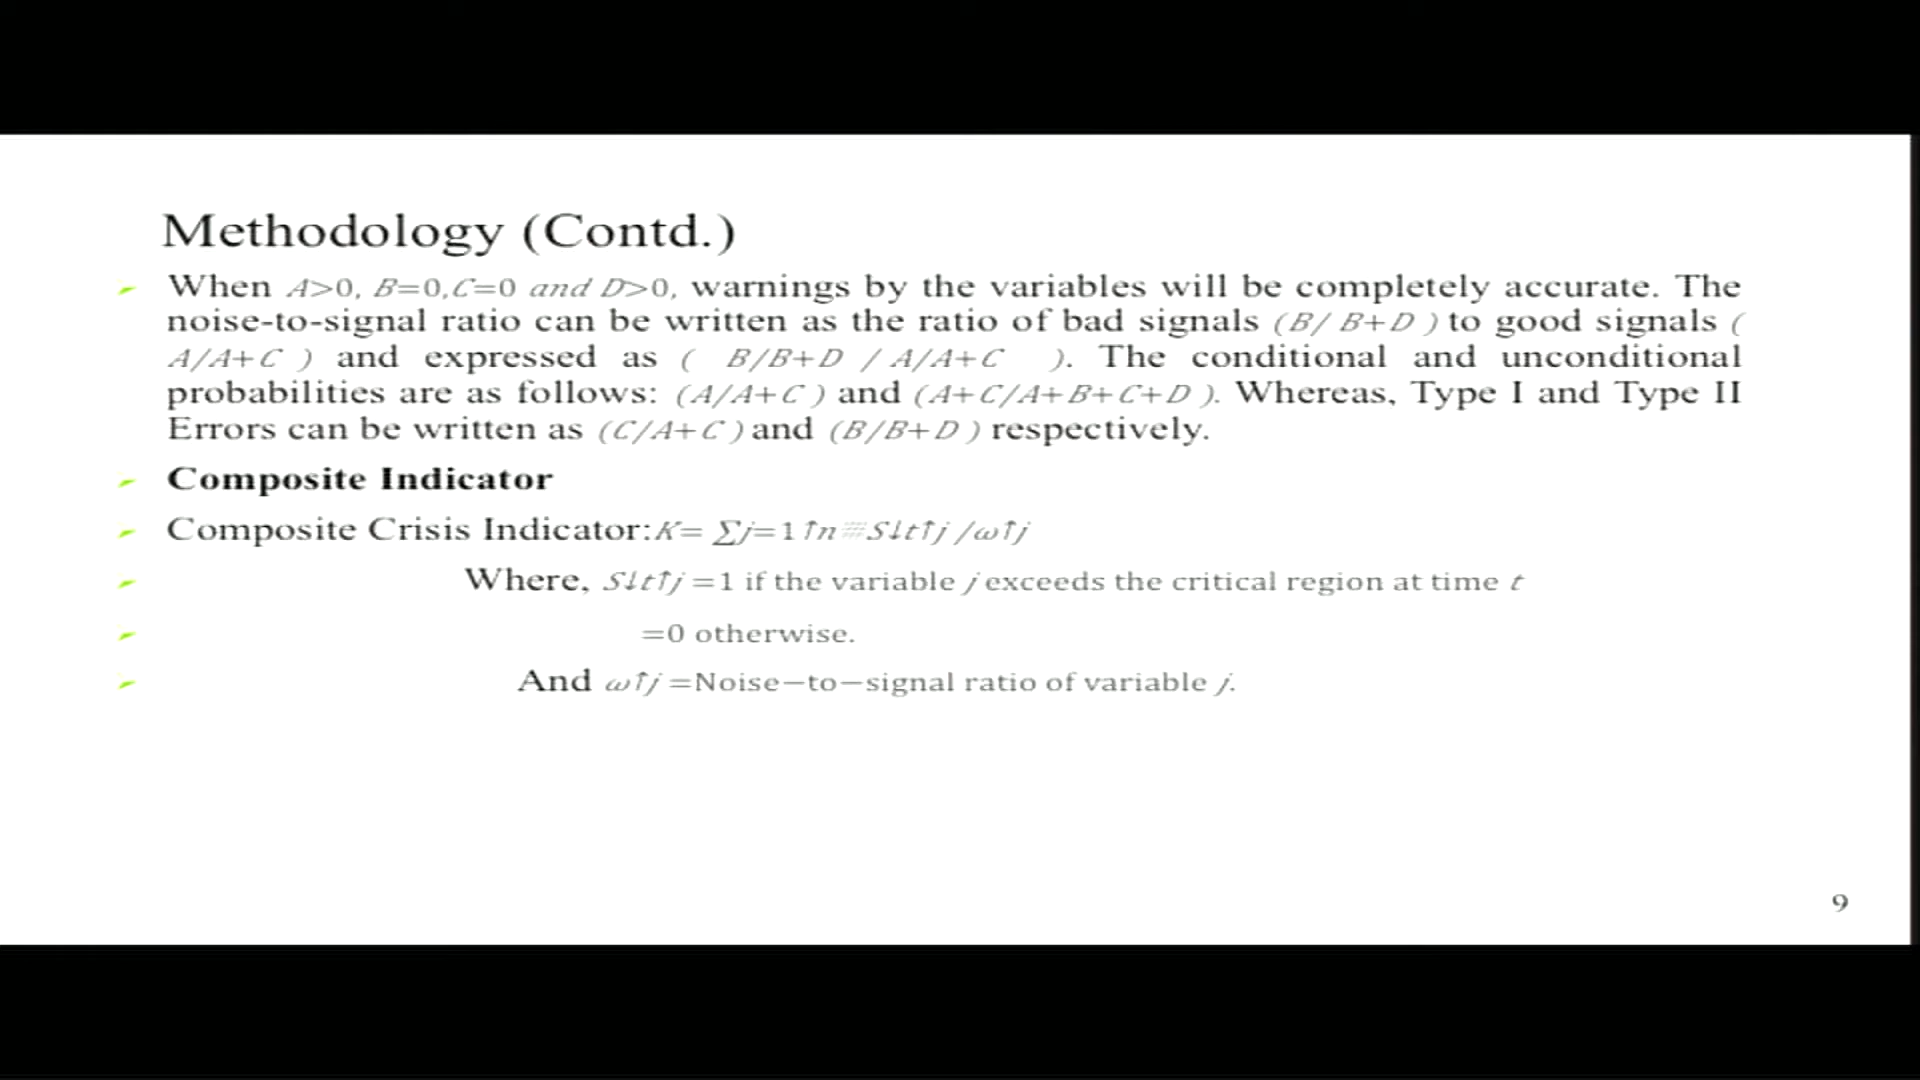 Methodology (Contd.)
When A>0, B=0,C=0 and D>0, warnings by the variables will be completely accurate. The
noise-to-signal ratio can be written as the ratio of bad signals (B/ B+D ) to good signals (
A/A+C ) and expressed as ( B/B+D / A/A+C ). The conditional and unconditional
probabilities are as follows: (A/A+C ) and (A+C/A+B+C+D ). Whereas, Type I and Type II
Errors can be written as (C/A+C ) and (B/B+D ) respectively.
Composite Indicator
Composite Crisis Indicator:K= ∑j=1↑n▒S↓t↑j /ω↑j
Where, S↓t↑j =1 if the variable j exceeds the critical region at time t
=0 otherwise.
And ω↑j =Noise−to−signal ratio of variable j.
9